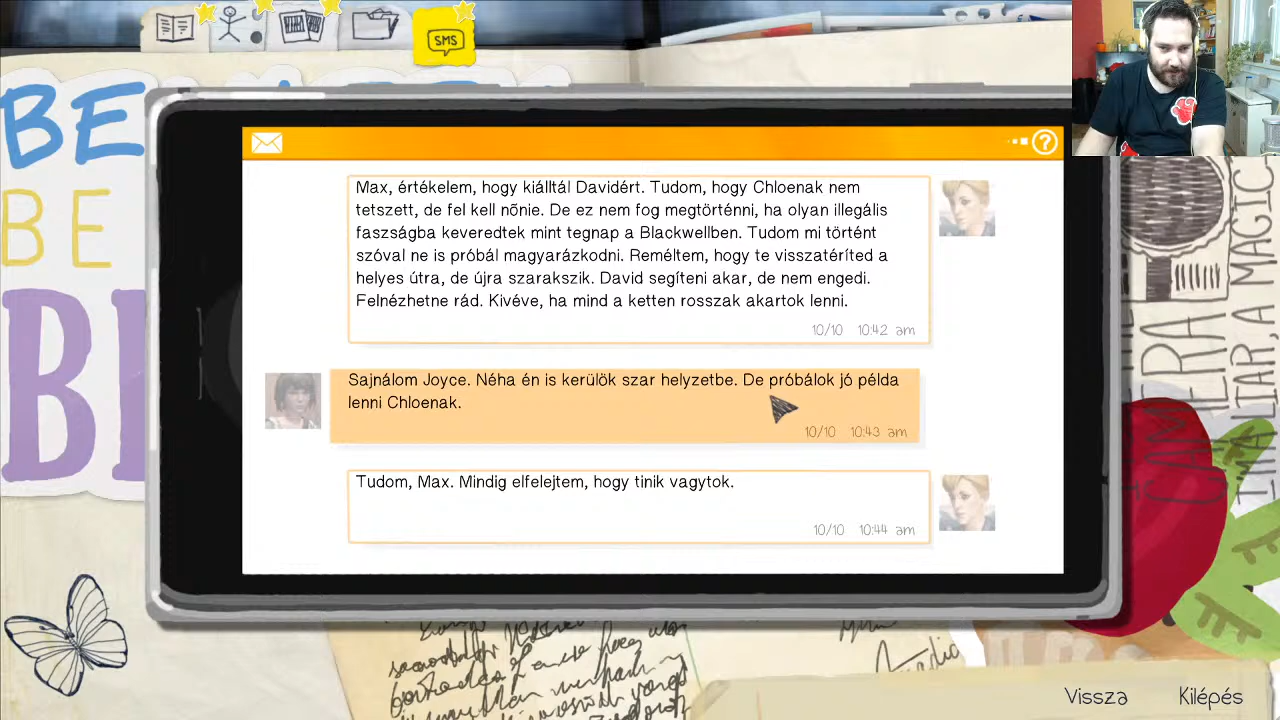 SMS
BE
BE
Max, értékelem, hogy kiálltál Davidért. Tudom, hogy Chloenak nem
tetszett, de fel kell nőnie. De ez nem fog megtörténni, ha olyan illegális
faszságba keveredtek mint tegnap a Blackwellben. Tudom mi történt
szóval ne is próbál magyarázkodni. Reméltem, hogy te visszatéríted a
helyes útra, de újra szarakszik. David segíteni akar, de nem engedi.
Felnézhetne rád. Kivéve, ha mind a ketten rosszak akartok lenni.
10/10 10:42 am
Sajnálom Joyce. Néha én is kerülök szar helyzetbe. De próbálok jó példa
lenni Chloenak.
10/10 10:43 am
Tudom, Max. Mindig elfelejtem, hogy tinik vagytok.
10/10 10:44 am
Vissza Kilépés